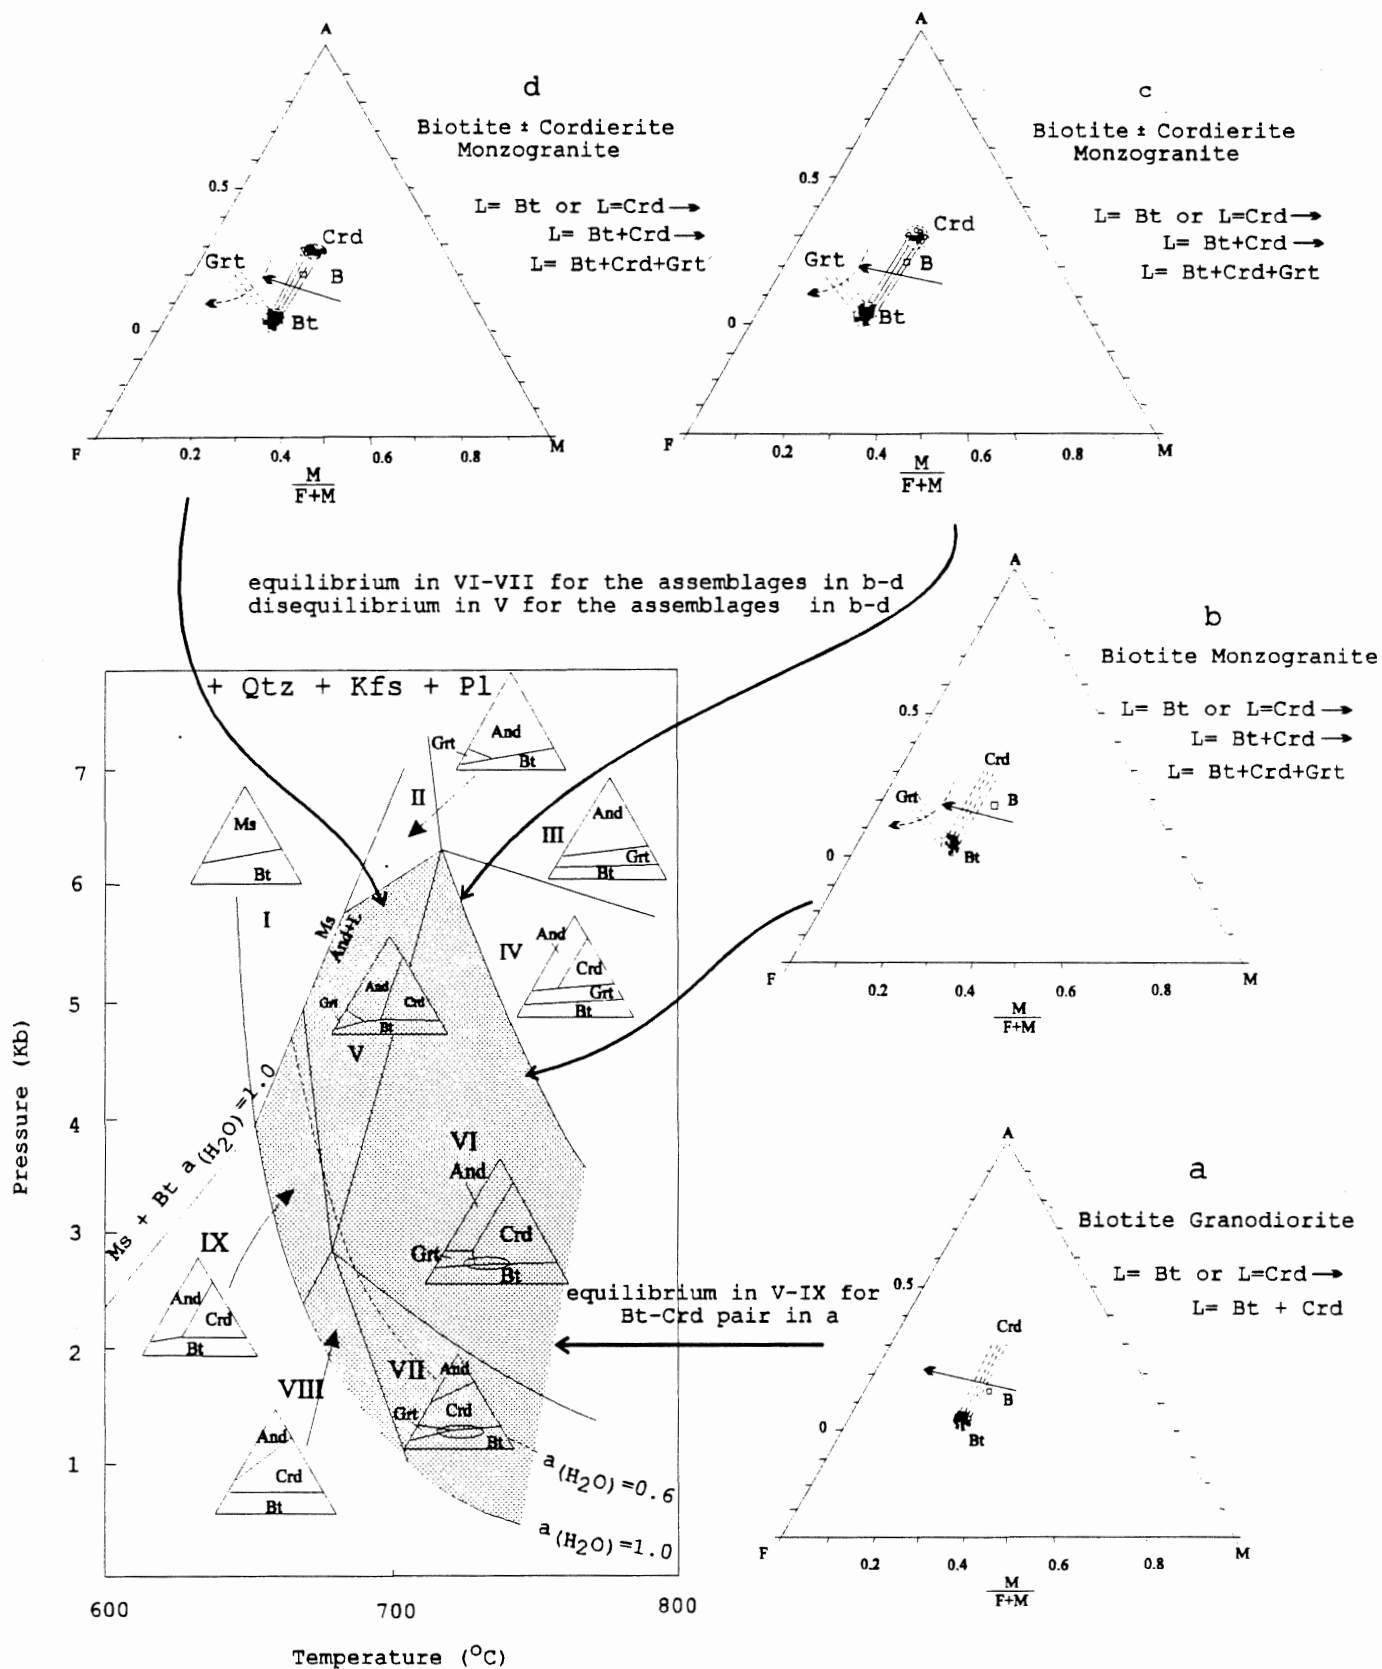 A
d
Biotite ± Cordierite
Monzogranite
L= Bt or L=Crd→
L= Bt+Crd→
L= Bt+Crd+Grt
0.5
Crd
Grt
B
0
Bt
F
0.2
0.4
0.6
0.8
M
M
F+M
A
c
Biotite ± Cordierite
Monzogranite
L= Bt or L=Crd→
L= Bt+Crd→
L= Bt+Crd+Grt
0.5
Crd
Grt
B
0
Bt
F
0.2
0.4
0.6
0.8
M
M
F+M
equilibrium in VI-VII for the assemblages in b-d
disequilibrium in V for the assemblages in b-d
A
b
Biotite Monzogranite
L= Bt or L=Crd→
L= Bt+Crd→
L= Bt+Crd+Grt
0.5
Crd
Grt
B
0
Bt
F
0.2
0.4
0.6
0.8
M
M
F+M
A
a
Biotite Granodiorite
L= Bt or L=Crd→
L= Bt + Crd
0.5
Crd
B
0
Bt
F
0.2
0.4
0.6
0.8
M
M
F+M
equilibrium in V-IX for
Bt-Crd pair in a
+ Qtz + Kfs + Pl
And
Grt
Bt
II
Ms
Bt
I
And
III
Grt
Bt
Ms
And+L
And
IV
Crd
Grt
Bt
And
Grt
Crd
Bt
V
Ms + Bt a(H2O)=1.0
VI
And
Crd
Grt
Bt
IX
And
Crd
Bt
VIII
And
Crd
Bt
VII
And
Grt
Crd
Bt
a(H2O)=0.6
a(H2O)=1.0
7
6
5
4
3
2
1
Pressure (Kb)
600
700
800
Temperature (°C)